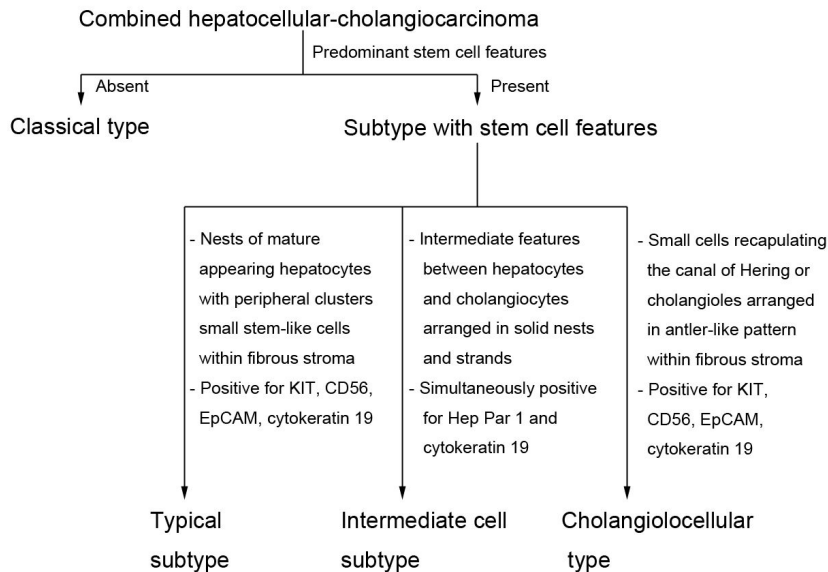 Combined hepatocellular-cholangiocarcinoma
Predominant stem cell features
Absent
Present
Classical type
Subtype with stem cell features
- Nests of mature
appearing hepatocytes
with peripheral clusters
small stem-like cells
within fibrous stroma
- Positive for KIT, CD56,
EpCAM, cytokeratin 19
- Intermediate features
between hepatocytes
and cholangiocytes
arranged in solid nests
and strands
- Simultaneously positive
for Hep Par 1 and
cytokeratin 19
- Small cells recapulating
the canal of Hering or
cholangioles arranged
in antler-like pattern
within fibrous stroma
- Positive for KIT,
CD56, EpCAM,
cytokeratin 19
Typical
subtype
Intermediate cell
subtype
Cholangiolocellular
type